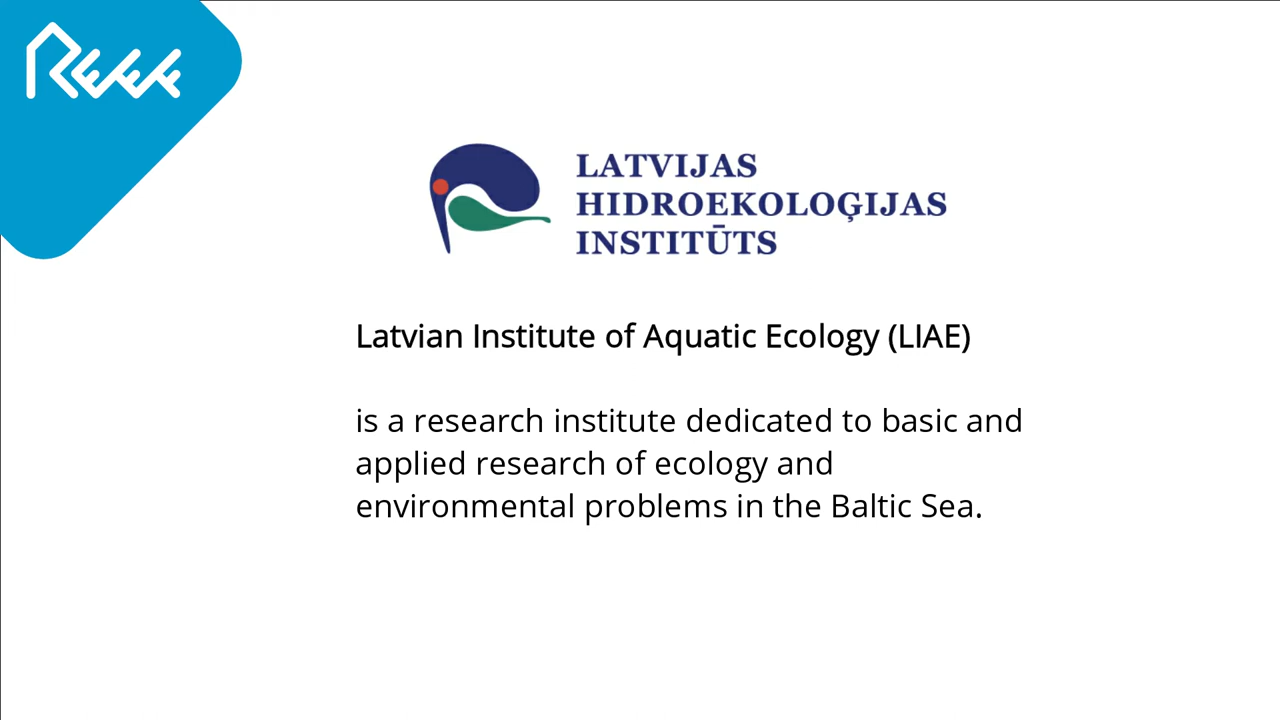 REEF
LATVIJAS
HIDROEKOLOĢIJAS
INSTITŪTS
Latvian Institute of Aquatic Ecology (LIAE)
is a research institute dedicated to basic and
applied research of ecology and
environmental problems in the Baltic Sea.